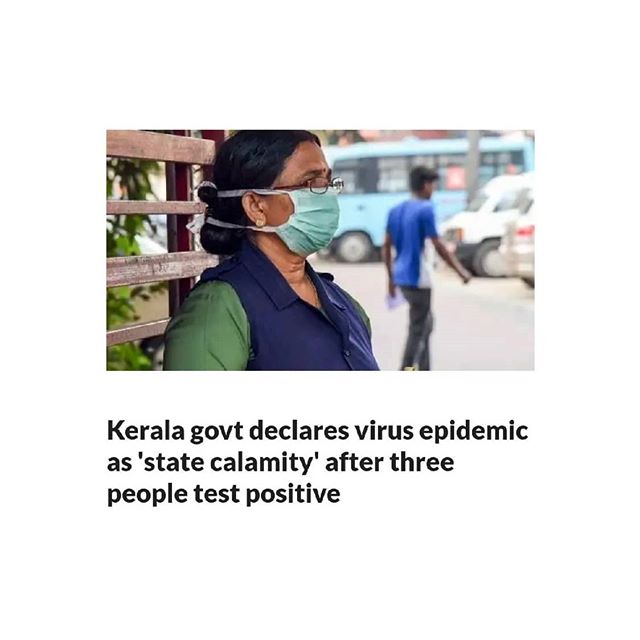 Kerala govt declares virus epidemic
as 'state calamity' after three
people test positive